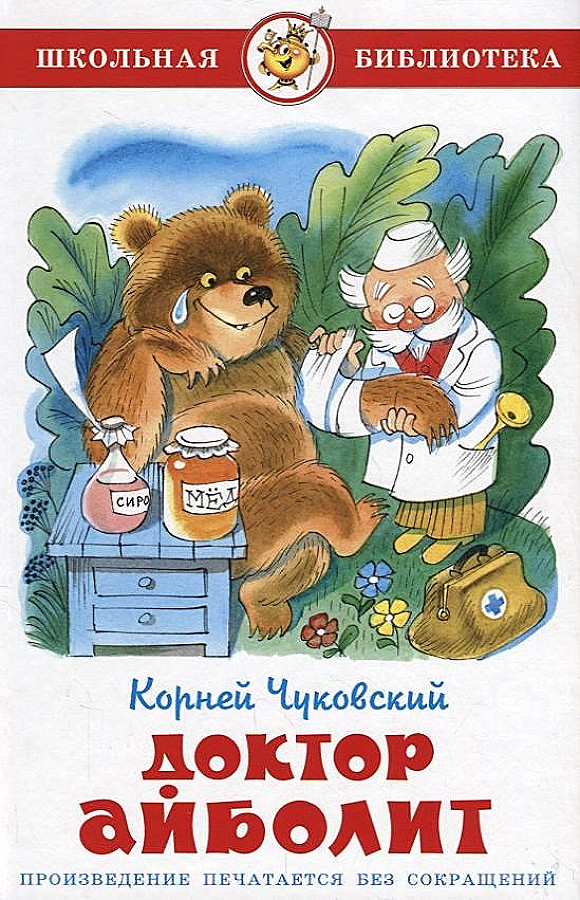 ШКОЛЬНАЯ БИБЛИОТЕКА
СИРО
МЁД
Корней Чуковский
ДОКТОР
АЙБОЛИТ
ПРОИЗВЕДЕНИЕ ПЕЧАТАЕТСЯ БЕЗ СОКРАЩЕНИЙ